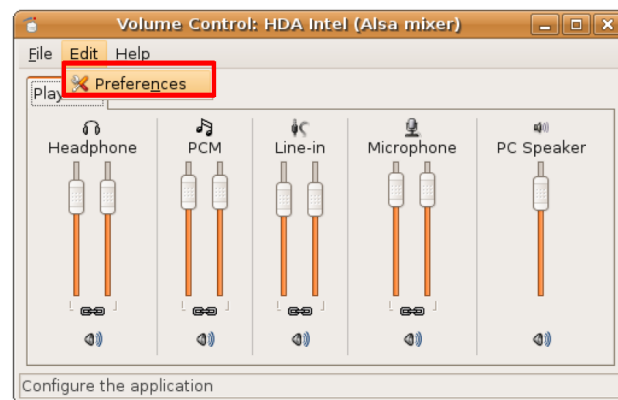 Volume Control: HDA Intel (Alsa mixer)
File Edit Help
Preferences
Play
Headphone PCM Line-in Microphone PC Speaker
Configure the application